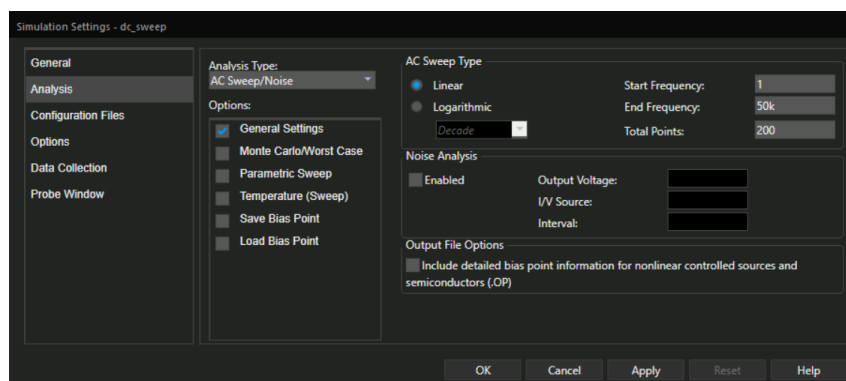 Simulation Settings - dc_sweep
General
Analysis
Configuration Files
Options
Data Collection
Probe Window
Analysis Type:
AC Sweep/Noise
Options:
General Settings
Monte Carlo/Worst Case
Parametric Sweep
Temperature (Sweep)
Save Bias Point
Load Bias Point
AC Sweep Type
Linear
Logarithmic
Decade
Start Frequency: 1
End Frequency: 50k
Total Points: 200
Noise Analysis
Enabled
Output Voltage:
I/V Source:
Interval:
Output File Options
Include detailed bias point information for nonlinear controlled sources and
semiconductors (.OP)
OK Cancel Apply Reset Help